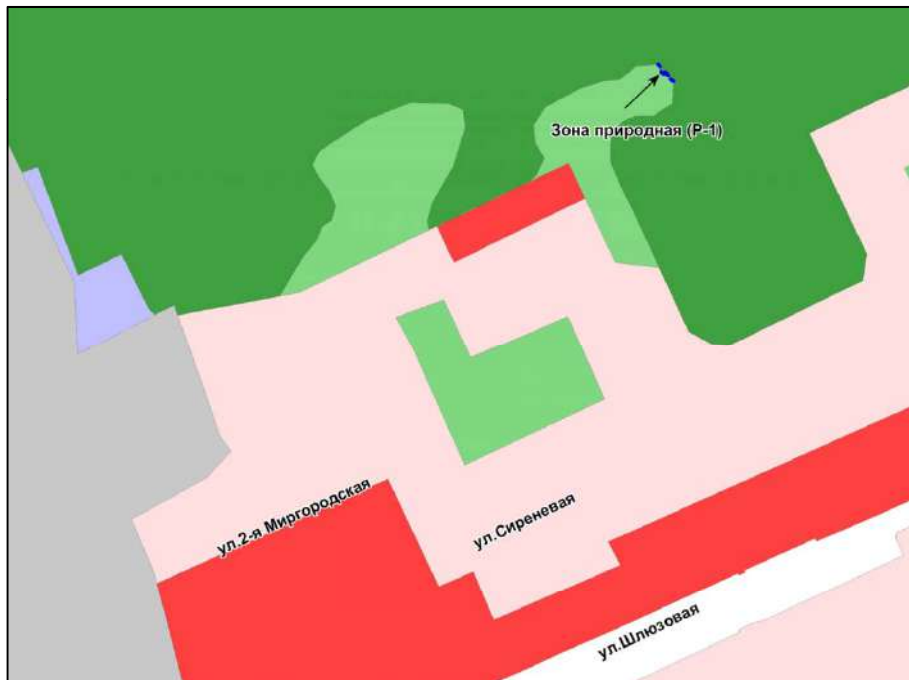 Зона природная (Р-1)
ул.2-я Миргородская
ул.Сиреневая
ул.Шлюзовая